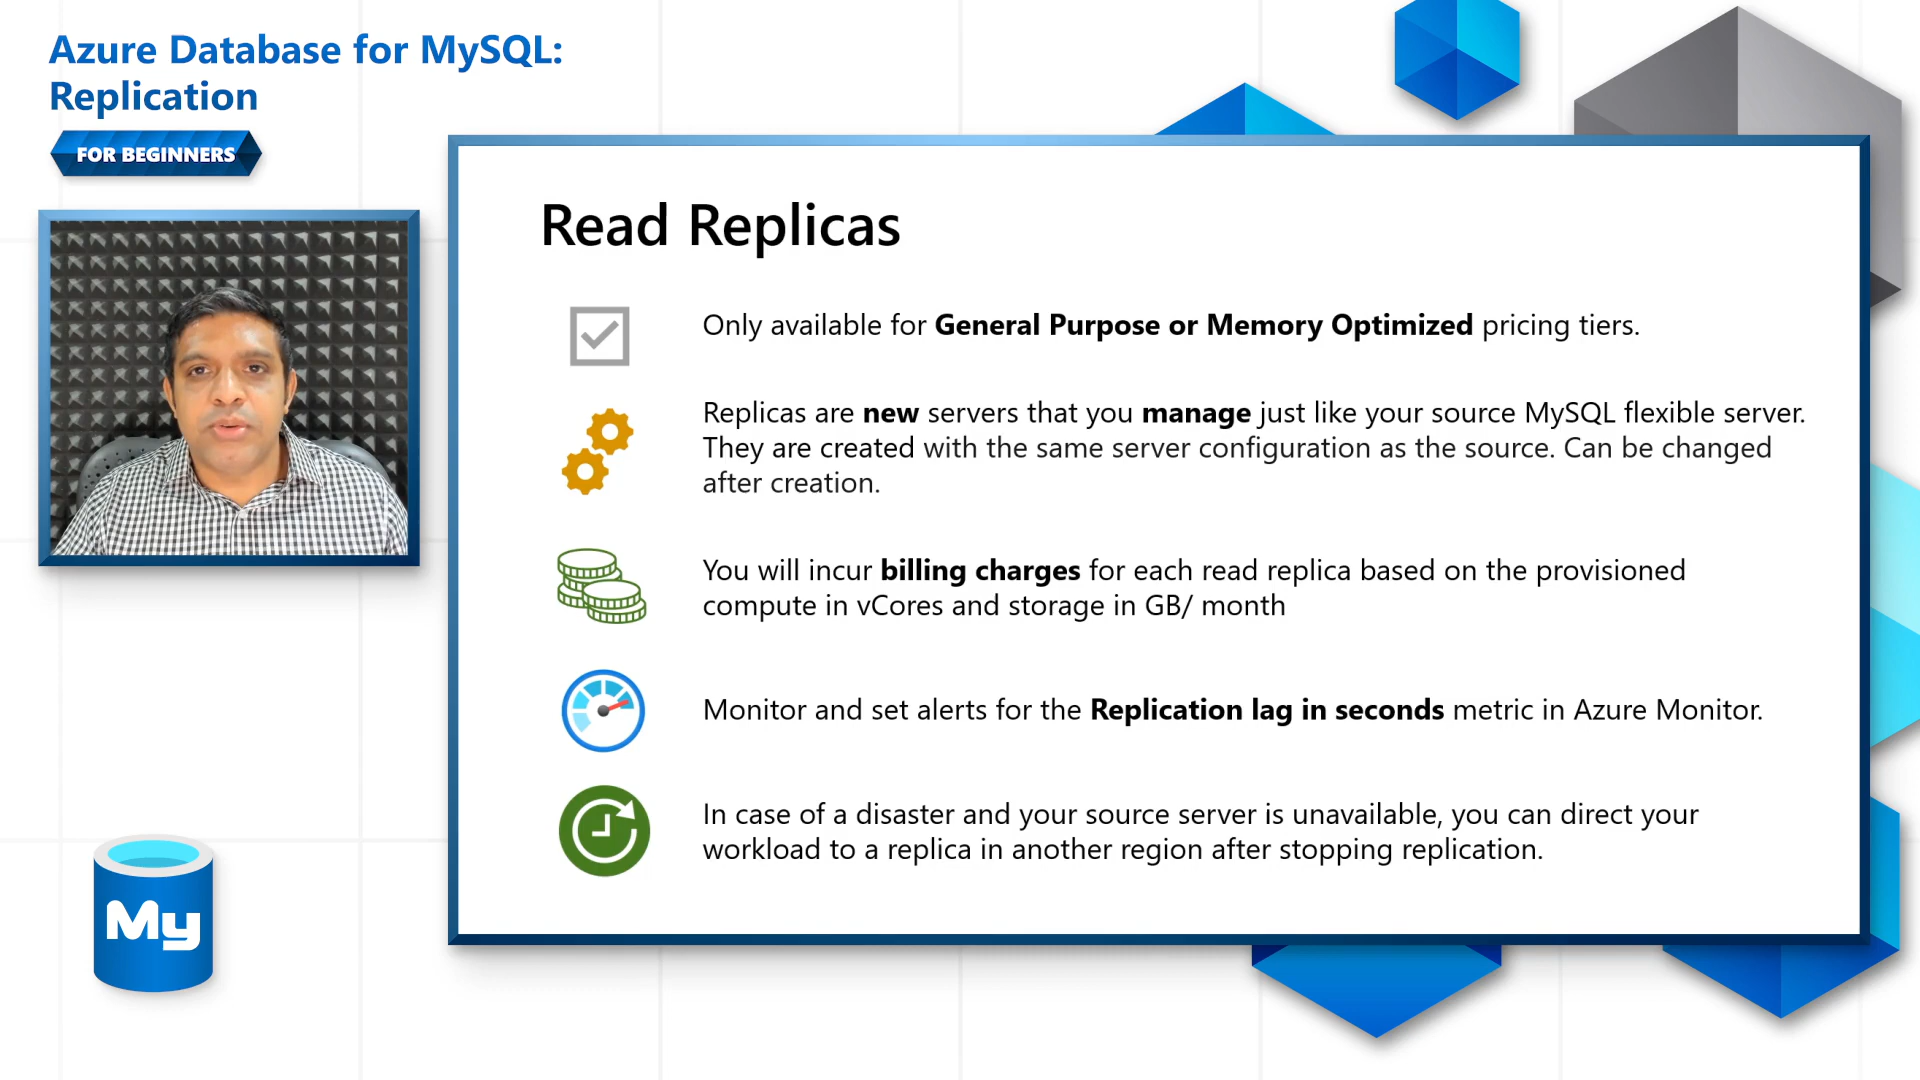 Azure Database for MySQL:
Replication
FOR BEGINNERS
Read Replicas
Only available for General Purpose or Memory Optimized pricing tiers.
Replicas are new servers that you manage just like your source MySQL flexible server.
They are created with the same server configuration as the source. Can be changed
after creation.
You will incur billing charges for each read replica based on the provisioned
compute in vCores and storage in GB/ month
Monitor and set alerts for the Replication lag in seconds metric in Azure Monitor.
In case of a disaster and your source server is unavailable, you can direct your
workload to a replica in another region after stopping replication.
My